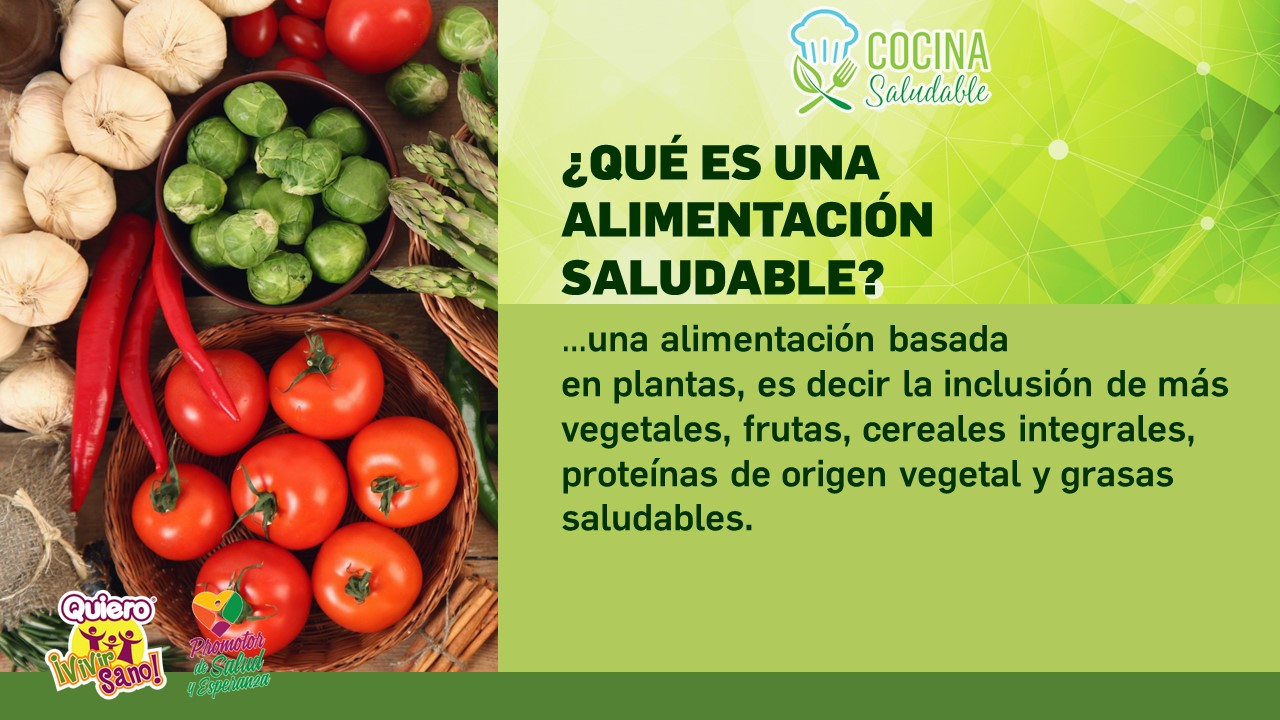 COCINA
Saludable
¿QUÉ ES UNA
ALIMENTACIÓN
SALUDABLE?
...una alimentación basada
en plantas, es decir la inclusión de más
vegetales, frutas, cereales integrales,
proteínas de origen vegetal y grasas
saludables.
Quiero
¡Vivir
Sano!
Promotor
de Salud
y Esperanza